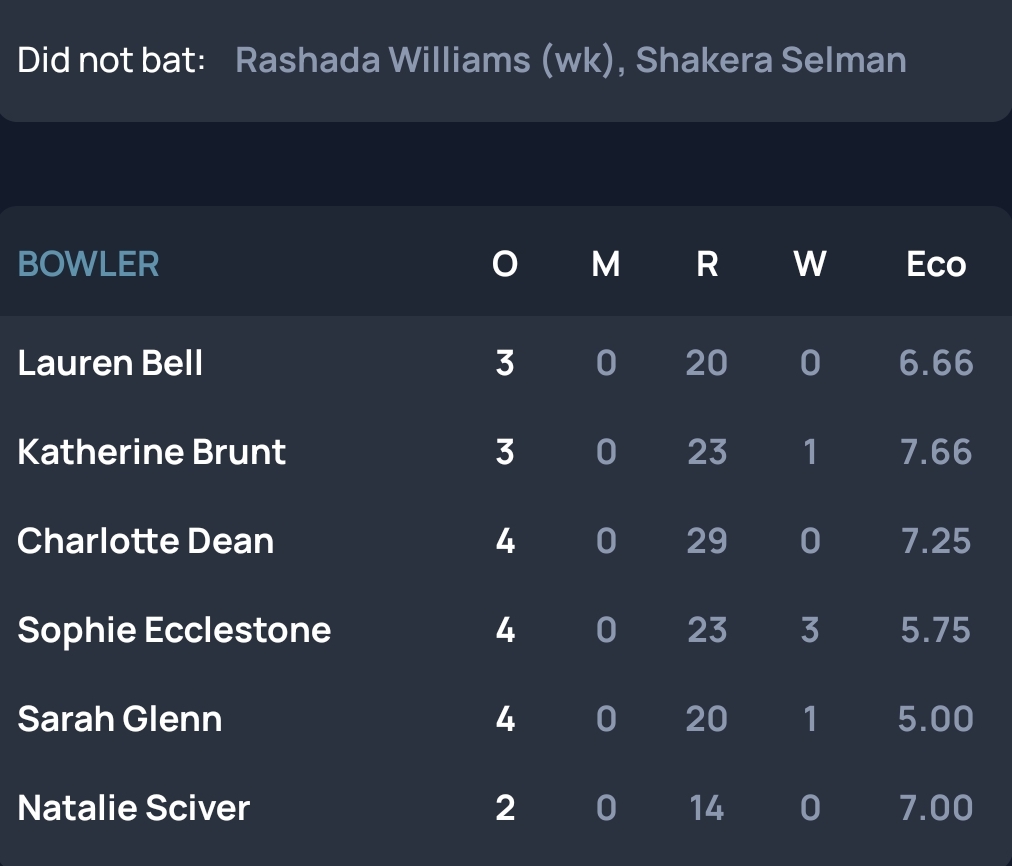 Did not bat: Rashada Williams (wk), Shakera Selman
BOWLER O M R W Eco
Lauren Bell 3 0 20 0 6.66
Katherine Brunt 3 0 23 1 7.66
Charlotte Dean 4 0 29 0 7.25
Sophie Ecclestone 4 0 23 3 5.75
Sarah Glenn 4 0 20 1 5.00
Natalie Sciver 2 0 14 0 7.00